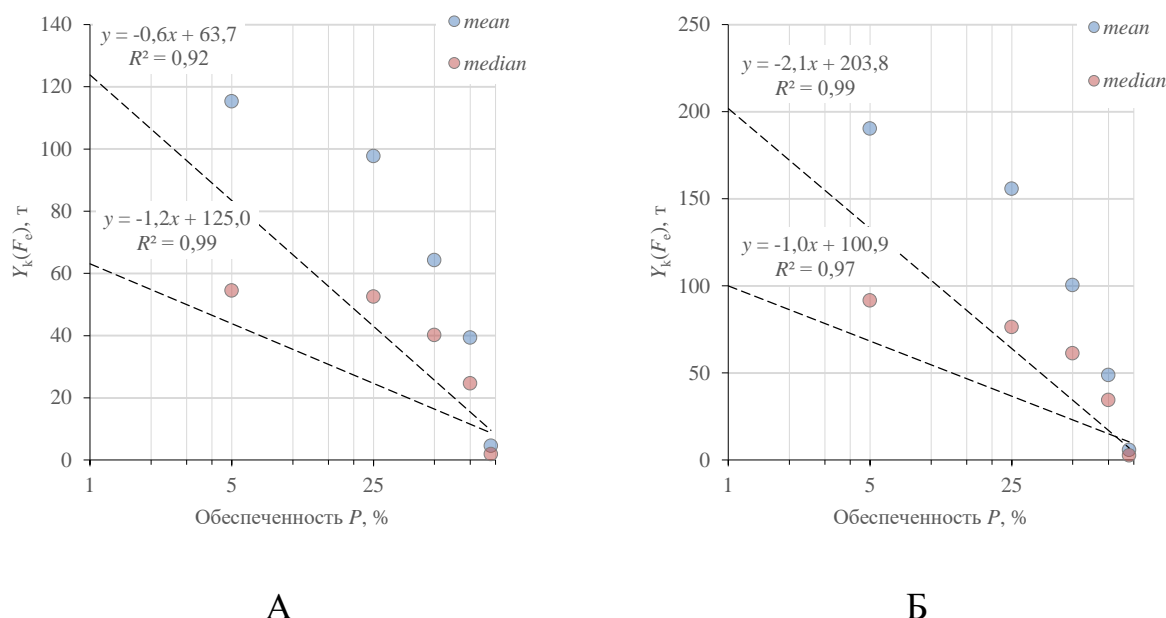 mean
median
y = -0,6x + 63,7
R² = 0,92
y = -1,2x + 125,0
R² = 0,99
140
120
100
80
60
40
20
0
Yk(Fe), т
1
5
25
Обеспеченность P, %
А
mean
median
y = -2,1x + 203,8
R² = 0,99
y = -1,0x + 100,9
R² = 0,97
250
200
150
100
50
0
Yk(Fe), т
1
5
25
Обеспеченность P, %
Б